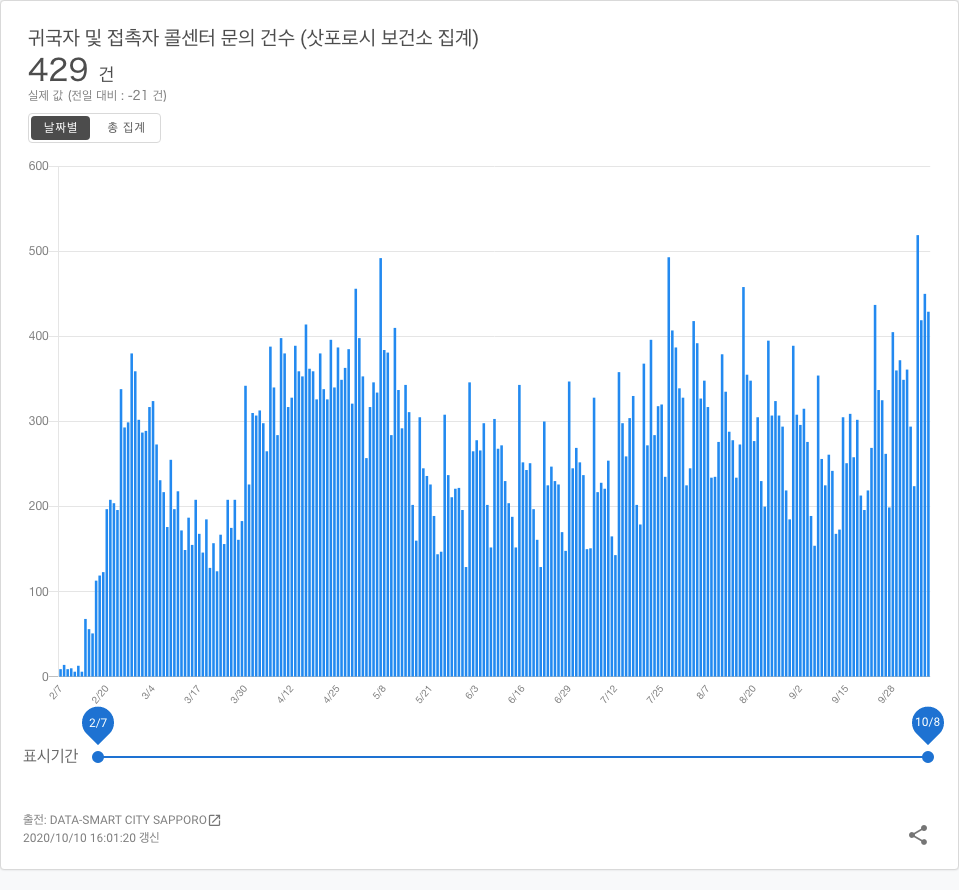 귀국자 및 접촉자 콜센터 문의 건수 (삿포로시 보건소 집계)
429 건
실제 값 (전일 대비 : -21 건)
날짜별 총 집계
600
500
400
300
200
100
0
2/7 2/20 3/4 3/17 3/30 4/12 4/25 5/8 5/21 6/3 6/16 6/29 7/12 7/25 8/7 8/20 9/2 9/15 9/28
2/7 10/8
표시기간
출전: DATA-SMART CITY SAPPORO
2020/10/10 16:01:20 갱신